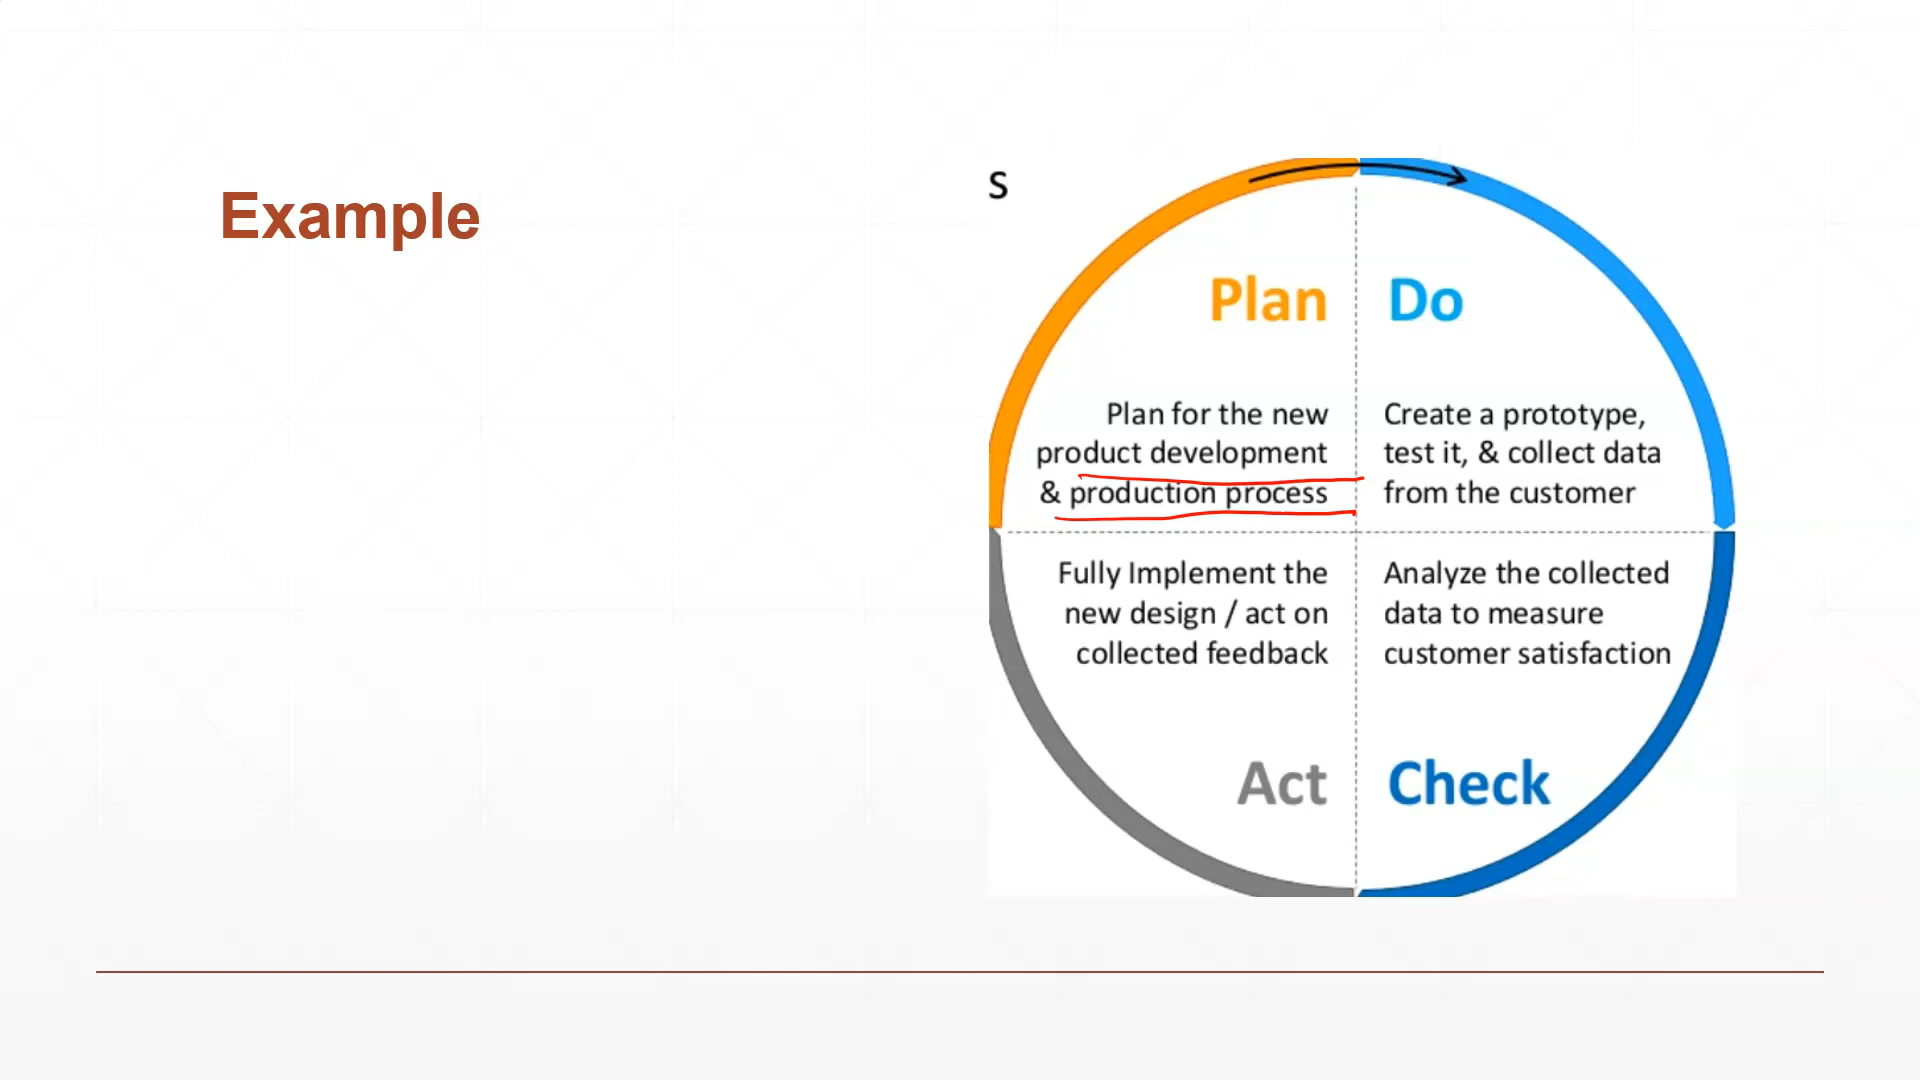 Example
s
Plan
Plan for the new
product development
& production process
Do
Create a prototype,
test it, & collect data
from the customer
Fully Implement the
new design / act on
collected feedback
Act
Analyze the collected
data to measure
customer satisfaction
Check